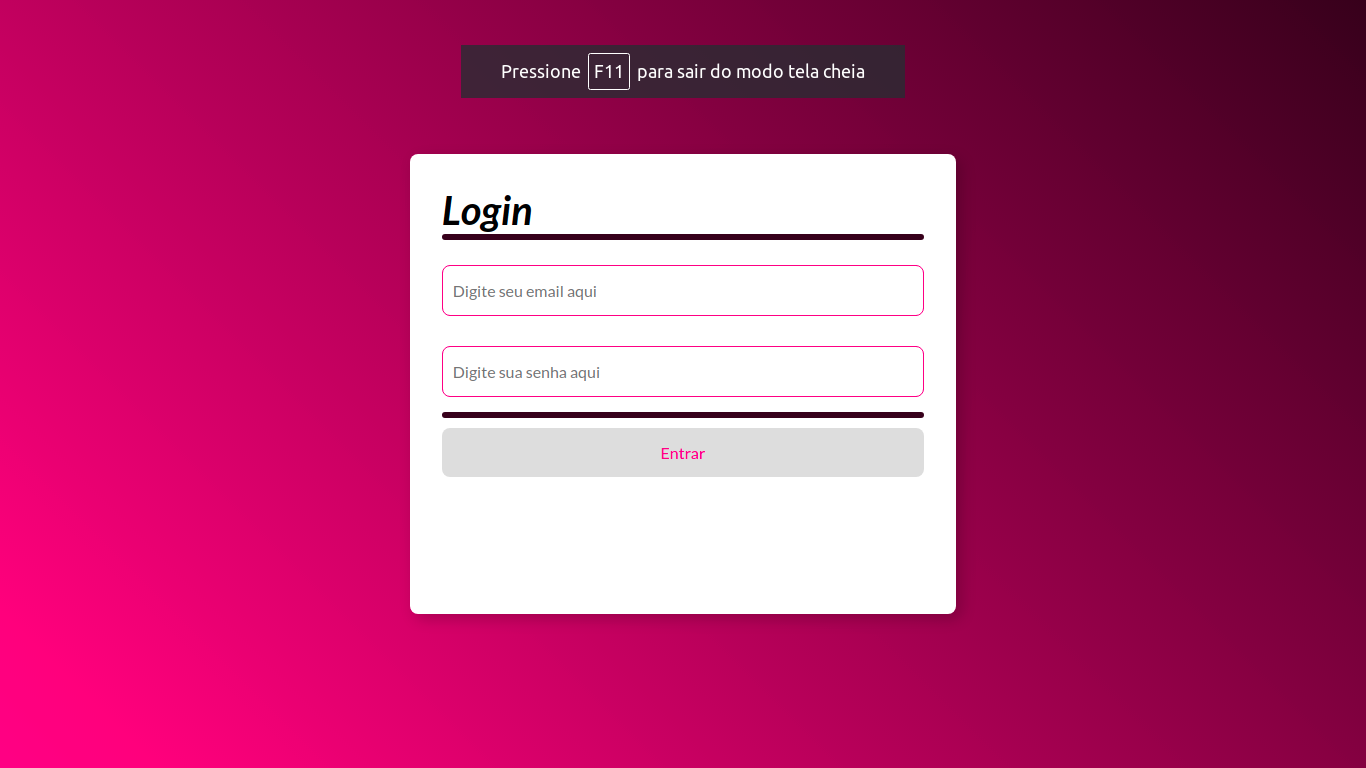 Pressione F11 para sair do modo tela cheia
Login
Digite seu email aqui
Digite sua senha aqui
Entrar